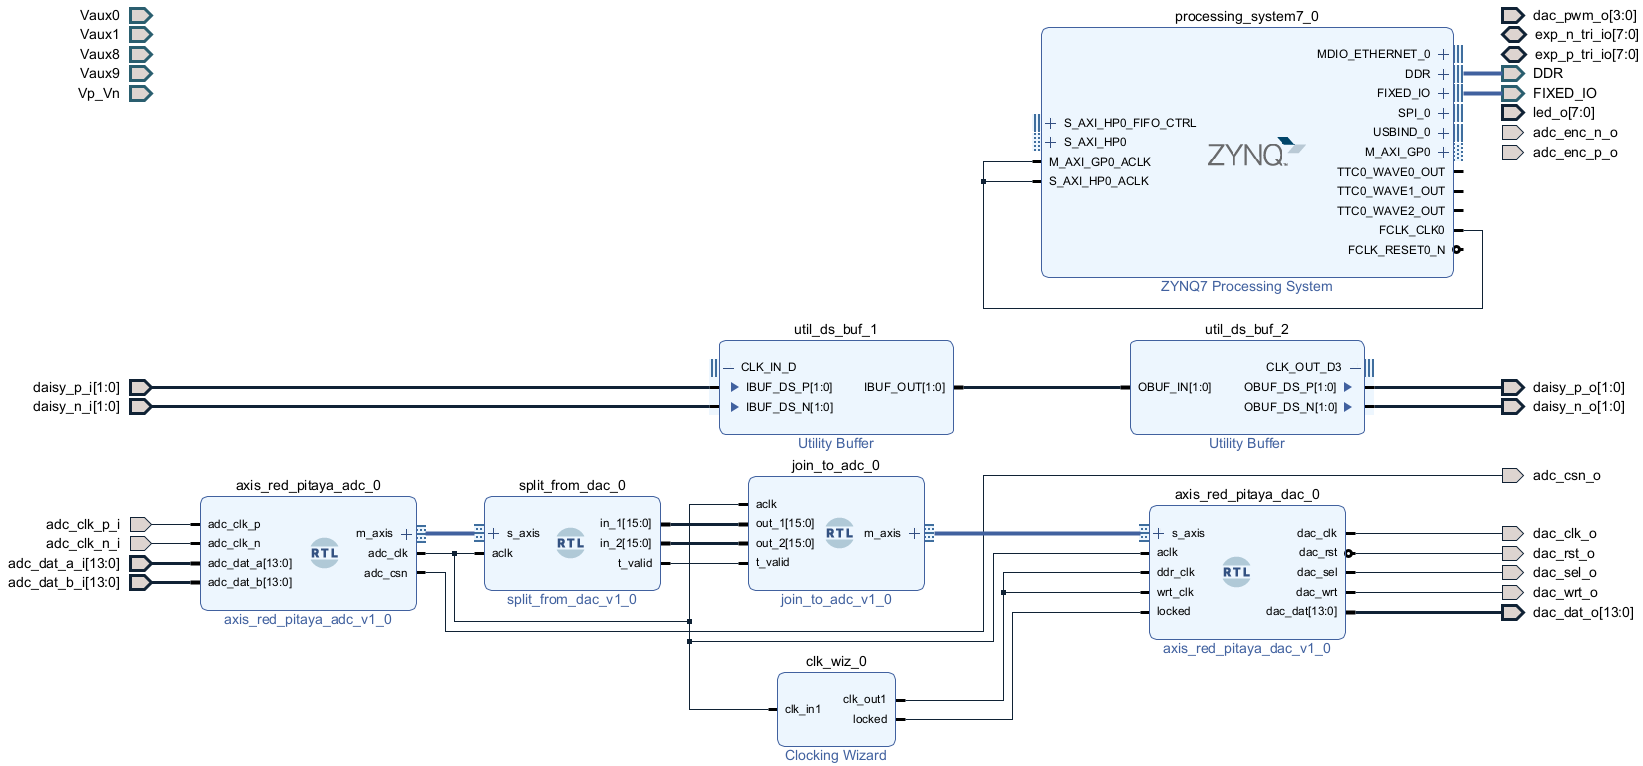 Vaux0
Vaux1
Vaux8
Vaux9
Vp_Vn
processing_system7_0
MDIO_ETHERNET_0
DDR
FIXED_IO
SPI_0
USBIND_0
M_AXI_GP0
TTC0_WAVE0_OUT
TTC0_WAVE1_OUT
TTC0_WAVE2_OUT
FCLK_CLK0
FCLK_RESET0_N
S_AXI_HP0_FIFO_CTRL
S_AXI_HP0
M_AXI_GP0_ACLK
S_AXI_HP0_ACLK
ZYNQ
ZYNQ7 Processing System
dac_pwm_o[3:0]
exp_n_tri_io[7:0]
exp_p_tri_io[7:0]
DDR
FIXED_IO
led_o[7:0]
adc_enc_n_o
adc_enc_p_o
daisy_p_i[1:0]
daisy_n_i[1:0]
util_ds_buf_1
CLK_IN_D
IBUF_DS_P[1:0]
IBUF_DS_N[1:0]
IBUF_OUT[1:0]
Utility Buffer
util_ds_buf_2
CLK_OUT_D3
OBUF_IN[1:0]
OBUF_DS_P[1:0]
OBUF_DS_N[1:0]
Utility Buffer
daisy_p_o[1:0]
daisy_n_o[1:0]
adc_clk_p_i
adc_clk_n_i
adc_dat_a_i[13:0]
adc_dat_b_i[13:0]
axis_red_pitaya_adc_0
adc_clk_p
adc_clk_n
adc_dat_a[13:0]
adc_dat_b[13:0]
RTL
m_axis
adc_clk
adc_csn
axis_red_pitaya_adc_v1_0
split_from_dac_0
s_axis
aclk
RTL
in_1[15:0]
in_2[15:0]
t_valid
split_from_dac_v1_0
join_to_adc_0
aclk
out_1[15:0]
out_2[15:0]
t_valid
RTL
m_axis
join_to_adc_v1_0
axis_red_pitaya_dac_0
s_axis
aclk
ddr_clk
wrt_clk
locked
RTL
dac_clk
dac_rst
dac_sel
dac_wrt
dac_dat[13:0]
axis_red_pitaya_dac_v1_0
adc_csn_o
dac_clk_o
dac_rst_o
dac_sel_o
dac_wrt_o
dac_dat_o[13:0]
clk_wiz_0
clk_in1
clk_out1
locked
Clocking Wizard